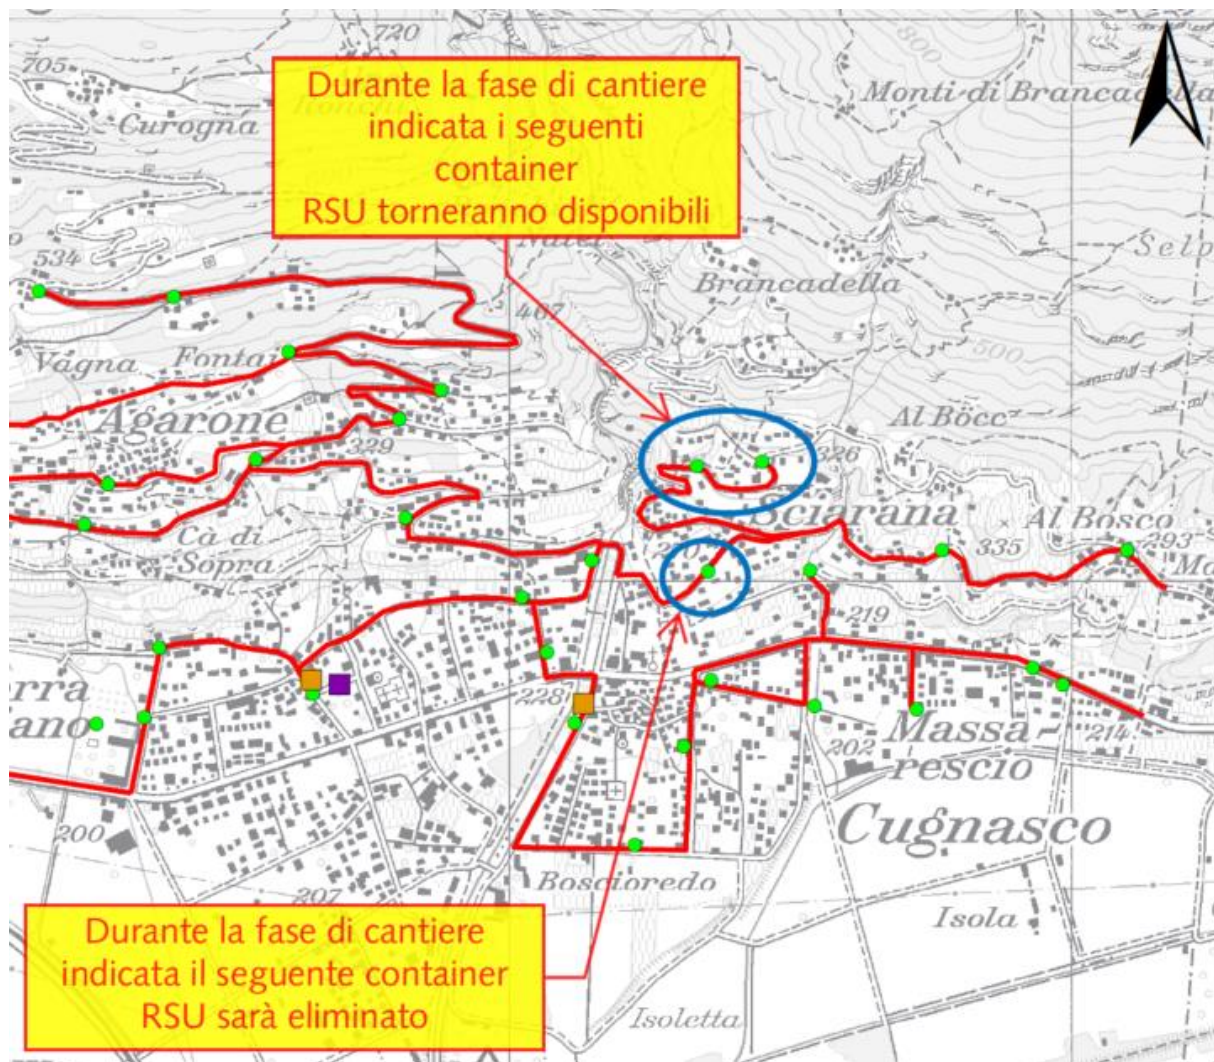 720
705
Durante la fase di cantiere
indicata i seguenti
container
RSU torneranno disponibili
800
Monti di Brancadella
Curogna
534
Brancadella
467
500
Vagna
Fontai
Agarone
329
Al Böcc
326
Sciarana
Al Bosco
335
293
Cà di
Sopra
219
228
Massa-
rescio
214
202
Cugnasco
200
207
Boscioredo
Isola
Durante la fase di cantiere
indicata il seguente container
RSU sarà eliminato
Isoletta